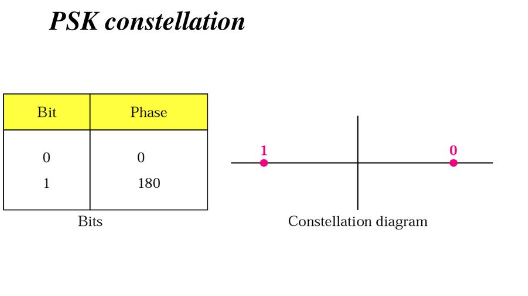 PSK constellation
Bit Phase
0 0
1 180
Bits
1 0
Constellation diagram